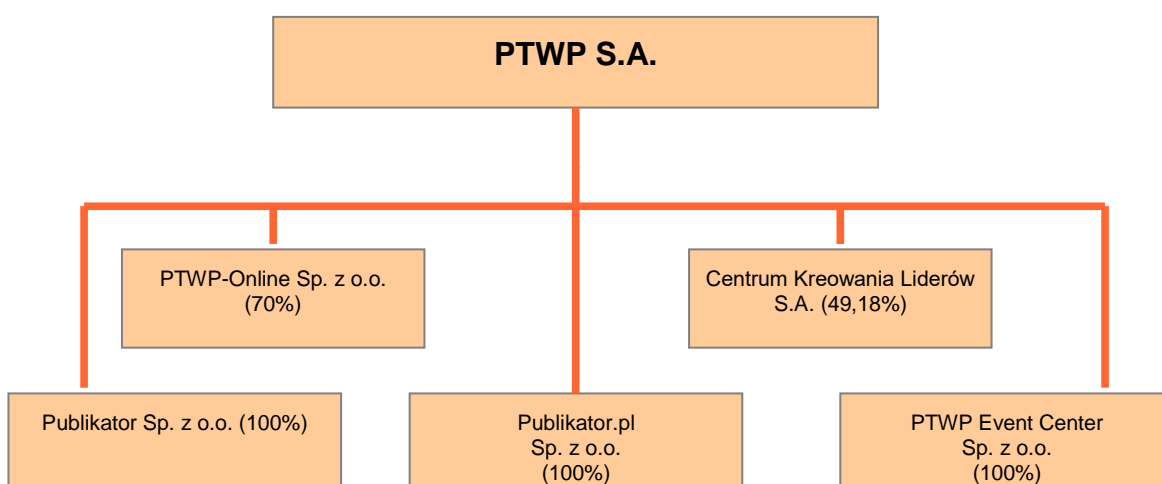 PTWP S.A.
PTWP-Online Sp. z o.o.
(70%)
Centrum Kreowania Liderów
S.A. (49,18%)
Publikator Sp. z o.o. (100%)
Publikator.pl
Sp. z o.o.
(100%)
PTWP Event Center
Sp. z o.o.
(100%)